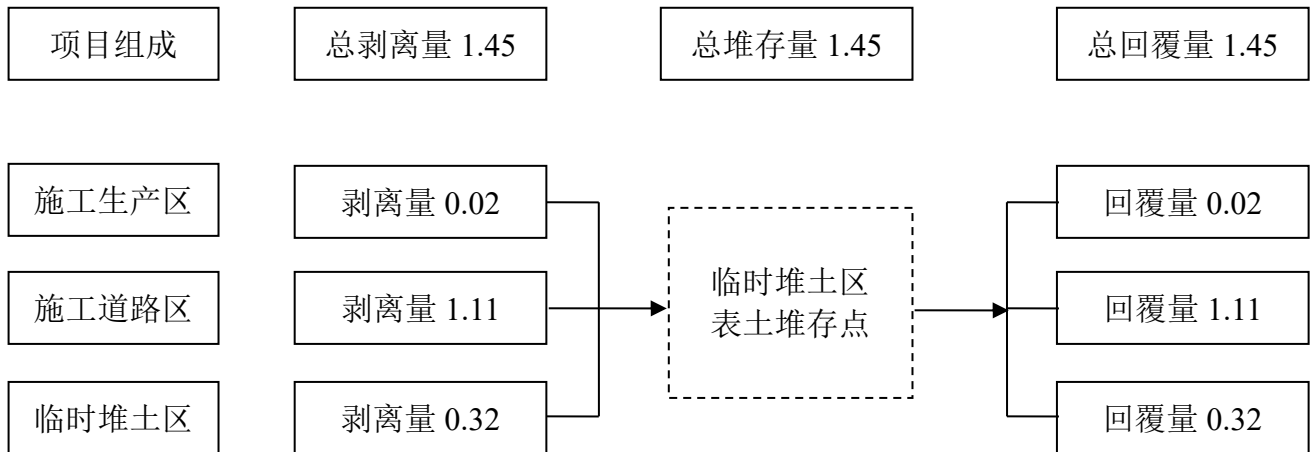 项目组成
总剥离量 1.45
总堆存量 1.45
总回覆量 1.45
施工生产区
剥离量 0.02
回覆量 0.02
施工道路区
剥离量 1.11
临时堆土区
表土堆存点
回覆量 1.11
临时堆土区
剥离量 0.32
回覆量 0.32